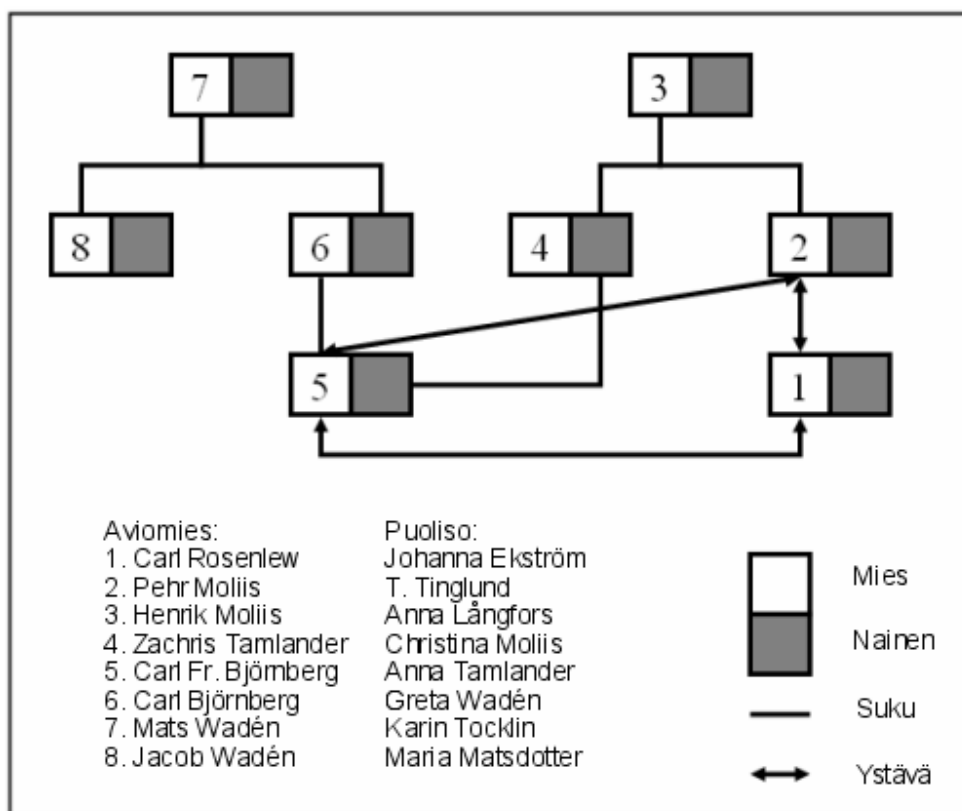 7
3
8
6
4
2
5
1
Aviomies: Puoliso:
1. Carl Rosenlew Johanna Ekström
2. Pehr Moliis T. Tinglund
3. Henrik Moliis Anna Långfors
4. Zachris Tamlander Christina Moliis
5. Carl Fr. Björnberg Anna Tamlander
6. Carl Björnberg Greta Wadén
7. Mats Wadén Karin Tocklin
8. Jacob Wadén Maria Matsdotter
Mies
Nainen
Suku
Ystävä